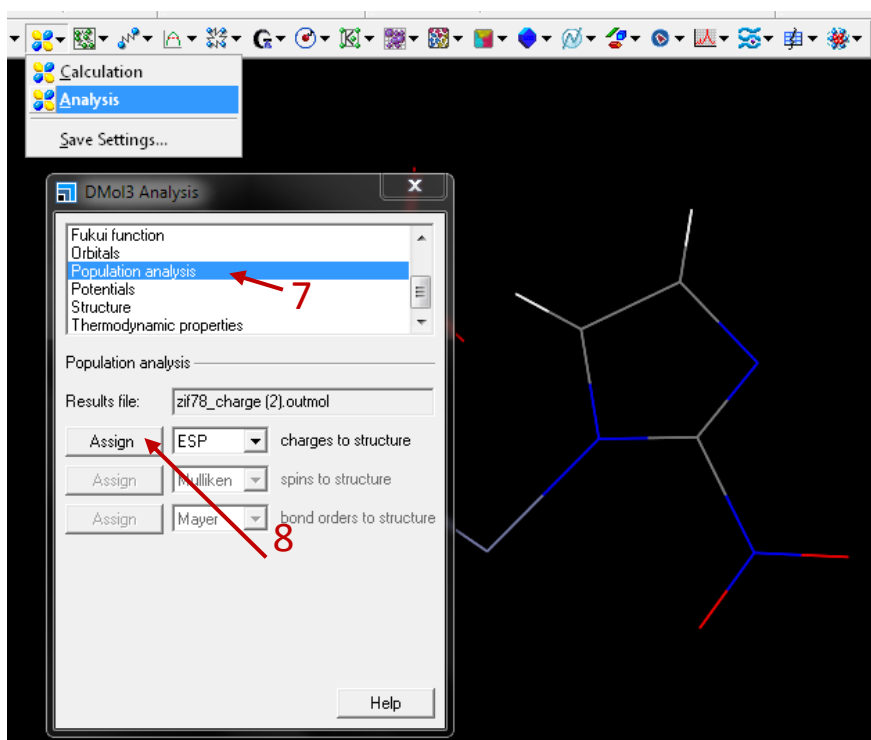 Calculation
Analysis
Save Settings...
DMol3 Analysis
x
Fukui function
Orbitals
Population analysis
Potentials
Structure
Thermodynamic properties
7
Population analysis
Results file: zif78_charge (2).outmol
Assign ESP charges to structure
Assign Mulliken spins to structure
Assign Mayer bond orders to structure
8
Help